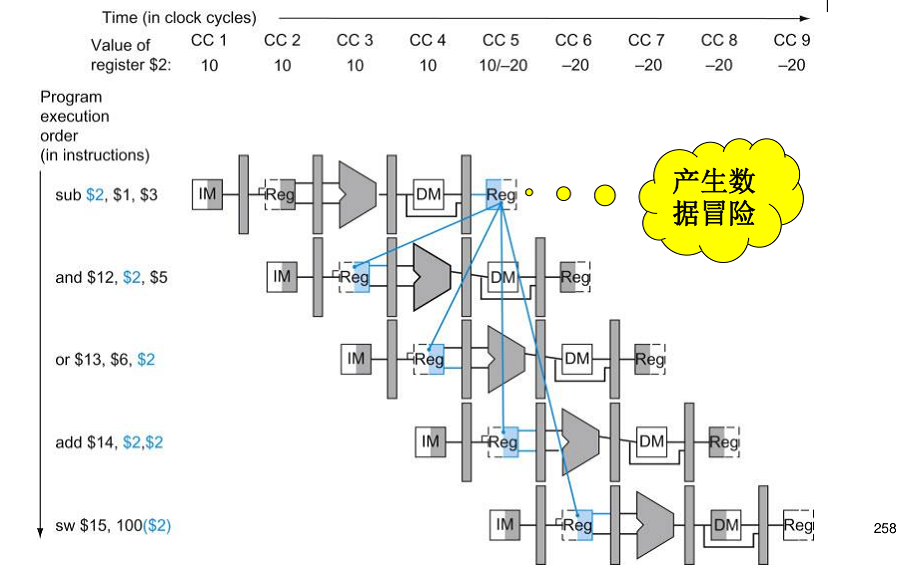 Time (in clock cycles)
Value of register $2:
CC 1 CC 2 CC 3 CC 4 CC 5 CC 6 CC 7 CC 8 CC 9
10 10 10 10 10/–20 –20 –20 –20 –20
Program
execution
order
(in instructions)
sub $2, $1, $3
IM Reg DM Reg
产生数
据冒险
and $12, $2, $5
IM Reg DM Reg
or $13, $6, $2
IM Reg DM Reg
add $14, $2,$2
IM Reg DM Reg
sw $15, 100($2)
IM Reg DM Reg
258